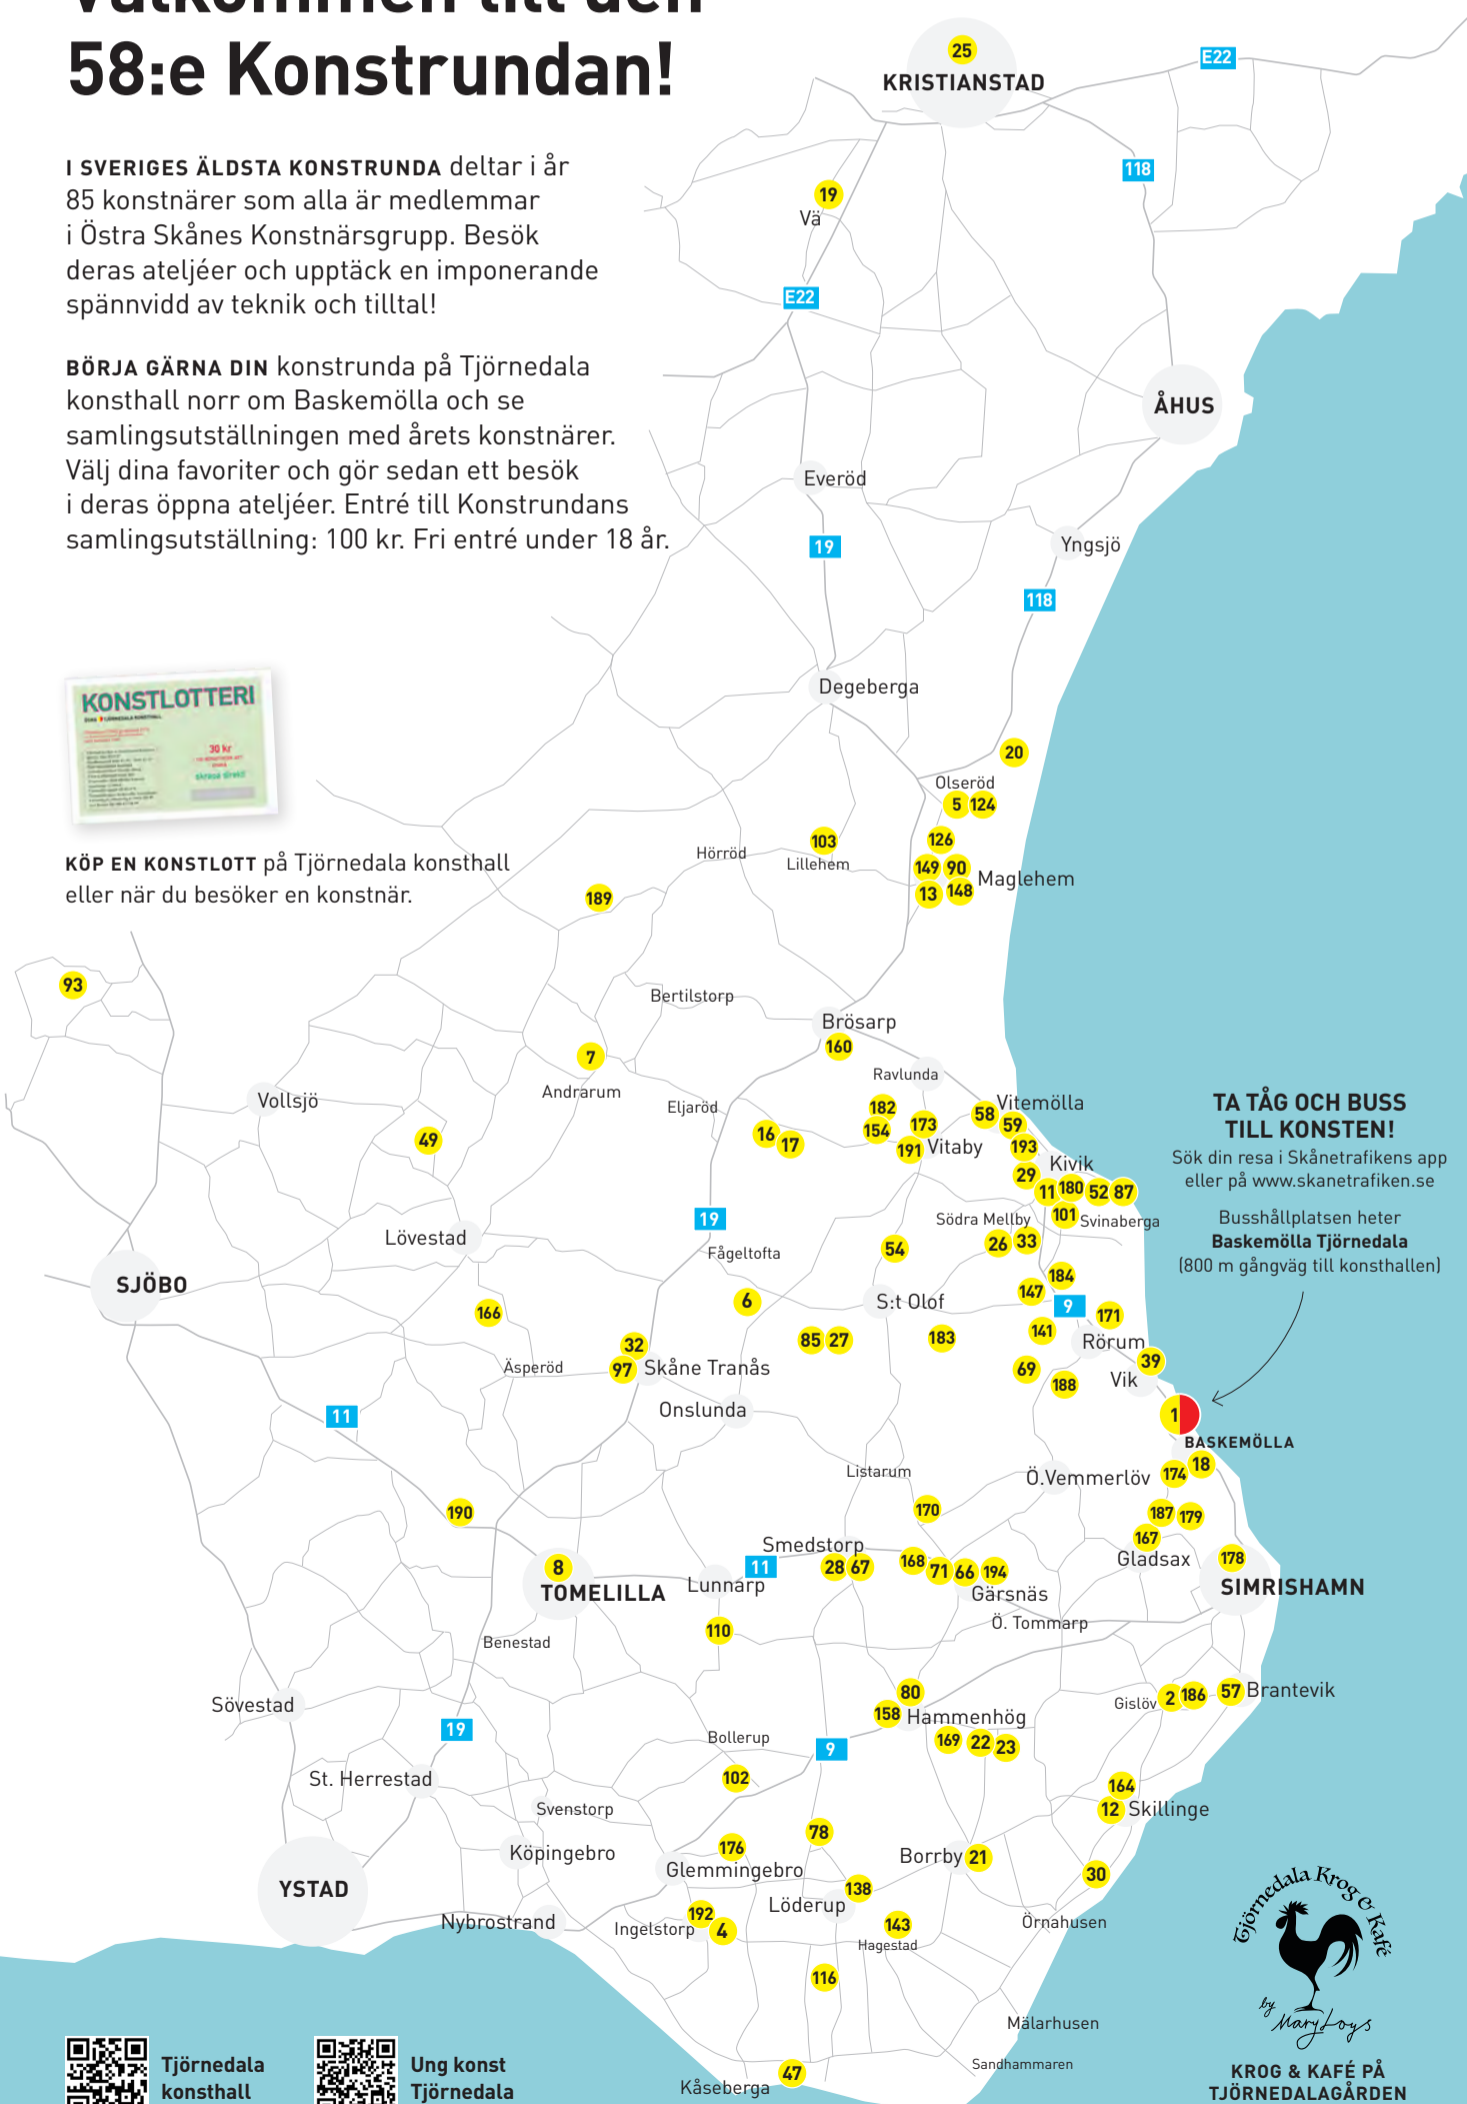 Välkommen till den
58:e Konstrundan!
I SVERIGES ÄLDSTA KONSTRUNDA deltar i år
85 konstnärer som alla är medlemmar
i Östra Skånes Konstnärsgrupp. Besök
deras ateljéer och upptäck en imponerande
spännvidd av teknik och tilltal!
BÖRJA GÄRNA DIN konstrunda på Tjörnedala
konsthall norr om Baskemölla och se
samlingsutställningen med årets konstnärer.
Välj dina favoriter och gör sedan ett besök
i deras öppna ateljéer. Entré till Konstrundans
samlingsutställning: 100 kr. Fri entré under 18 år.
KONSTLOTTERI
30 kr
skrapa direkt!
KÖP EN KONSTLOTT på Tjörnedala konsthall
eller när du besöker en konstnär.
25
KRISTIANSTAD
E22
118
19
Vä
E22
ÅHUS
Everöd
19
Yngsjö
118
Degeberga
20
Olseröd
5 124
103
126
Hörröd
Lillehem
149 90
Maglehem
13 148
189
93
Bertilstorp
Brösarp
160
7
Andrarum
Ravlunda
Vollsjö
Eljaröd
182
58 Vitemölla
49
16 17
154
173
59
191 Vitaby
193
Kivik
29
11 180 52 87
19
Södra Mellby
101 Svinaberga
Lövestad
Fågeltofta
54
26 33
SJÖBO
184
147
6
S:t Olof
9
171
166
141
85 27
183
Rörum
32
39
Äsperöd
97 Skåne Tranås
69
188
Vik
Onslunda
11
1
BASKEMÖLLA
18
Listarum
Ö.Vemmerlöv 174
190
170
187 179
167
Smedstorp
Gladsax
178
8
TOMELILLA
Lunnarp
11
28 67
168 71 66 194
SIMRISHAMN
Gärsnäs
110
Ö. Tommarp
Benestad
Sövestad
80
Gislöv 2 186 57 Brantevik
158 Hammenhög
19
Bollerup
9
169 22 23
St. Herrestad
102
164
Svenstorp
12 Skillinge
78
Köpingebro
176
Borrby 21
Glemmingebro
30
YSTAD
138
Löderup
Nybrostrand
192
Ingelstorp 4
143
Örnahusen
Hagestad
116
Mälarhusen
Sandhammaren
47
Kåseberga
TA TÅG OCH BUSS
TILL KONSTEN!
Sök din resa i Skånetrafikens app
eller på www.skanetrafiken.se
Busshållplatsen heter
Baskemölla Tjörnedala
(800 m gångväg till konsthallen)
Tjörnedala
konsthall
Ung konst
Tjörnedala
Tjörnedala Krog & Kafé
by
MaryLoys
KROG & KAFÉ PÅ
TJÖRNEDALAGÅRDEN